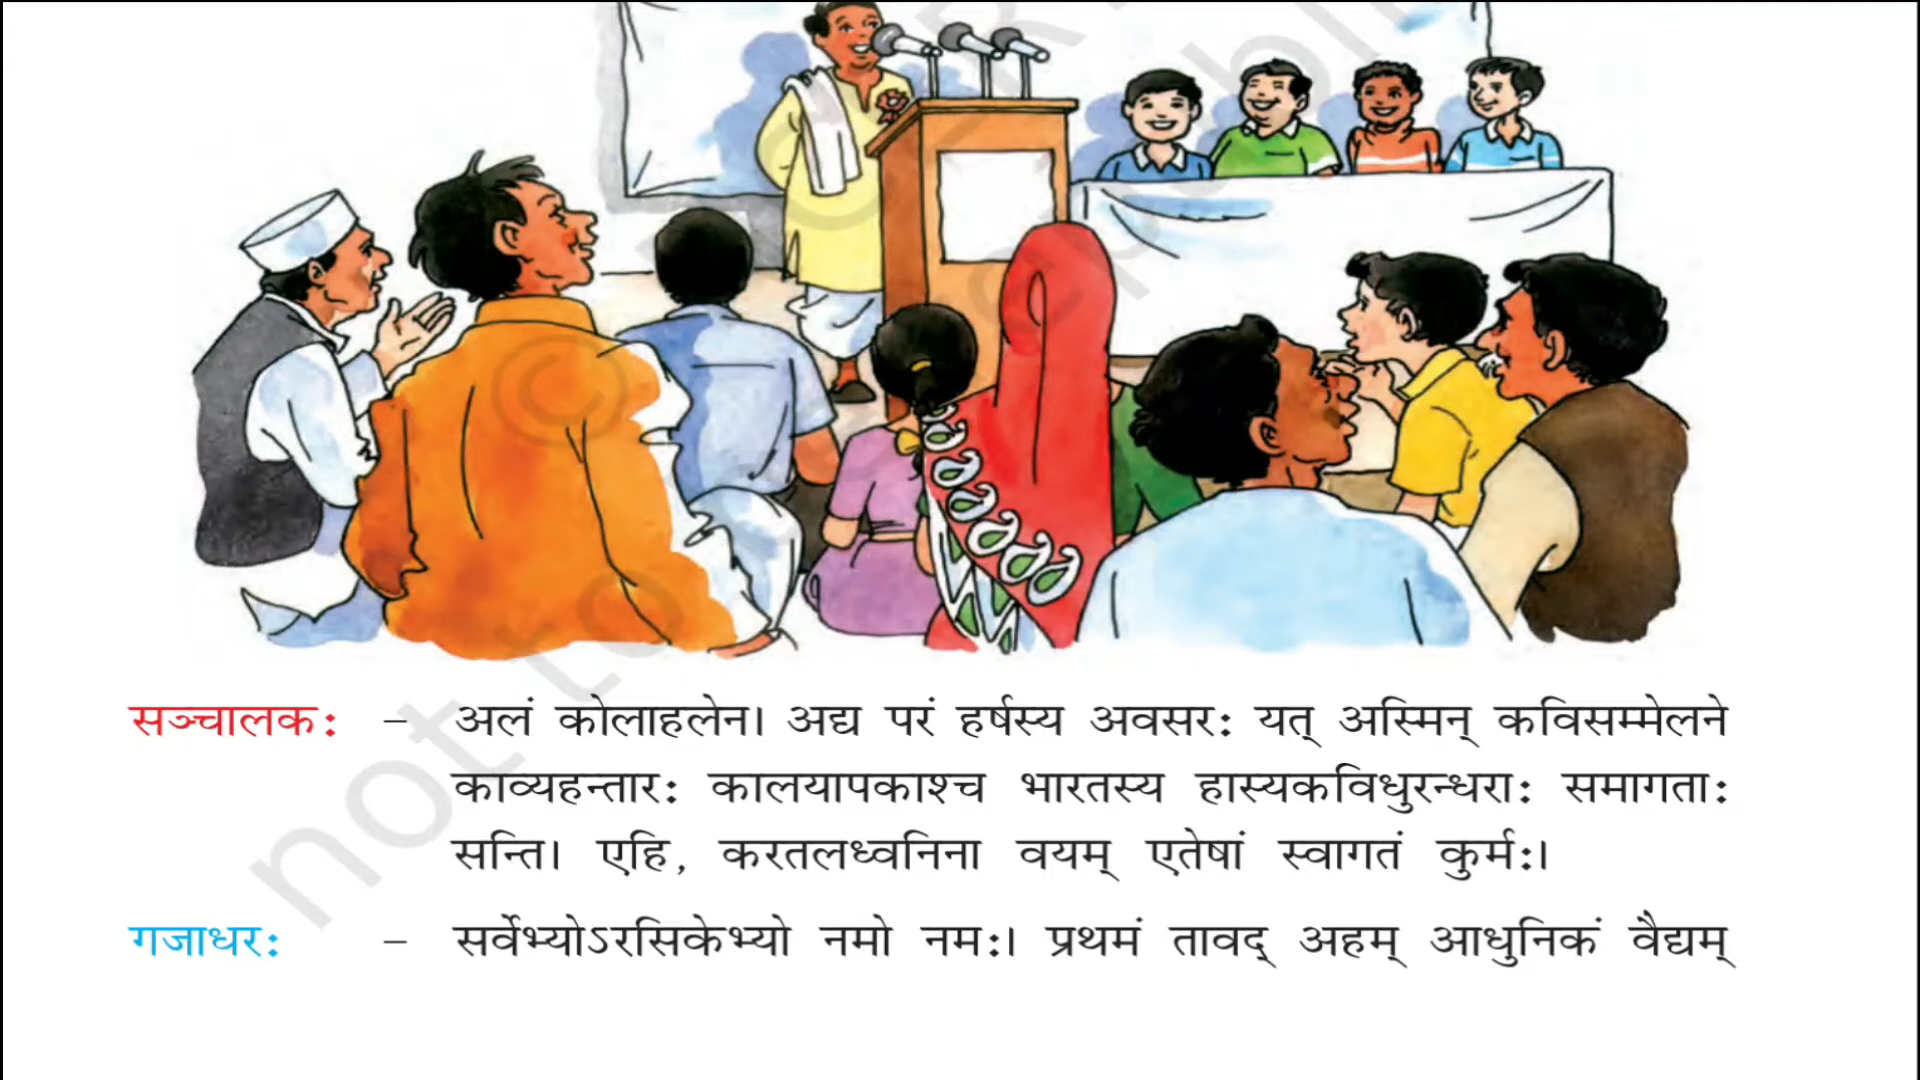 सञ्चालकः – अलं कोलाहलेन। अद्य परं हर्षस्य अवसरः यत् अस्मिन् कविसम्मेलने
काव्यहन्तारः कालयापकाश्च भारतस्य हास्यकविधुरन्धराः समागताः
सन्ति। एहि, करतलध्वनिना वयम् एतेषां स्वागतं कुर्मः।
गजाधरः – सर्वेभ्योऽरसिकेभ्यो नमो नमः। प्रथमं तावद् अहम् आधुनिकं वैद्यम्
not to